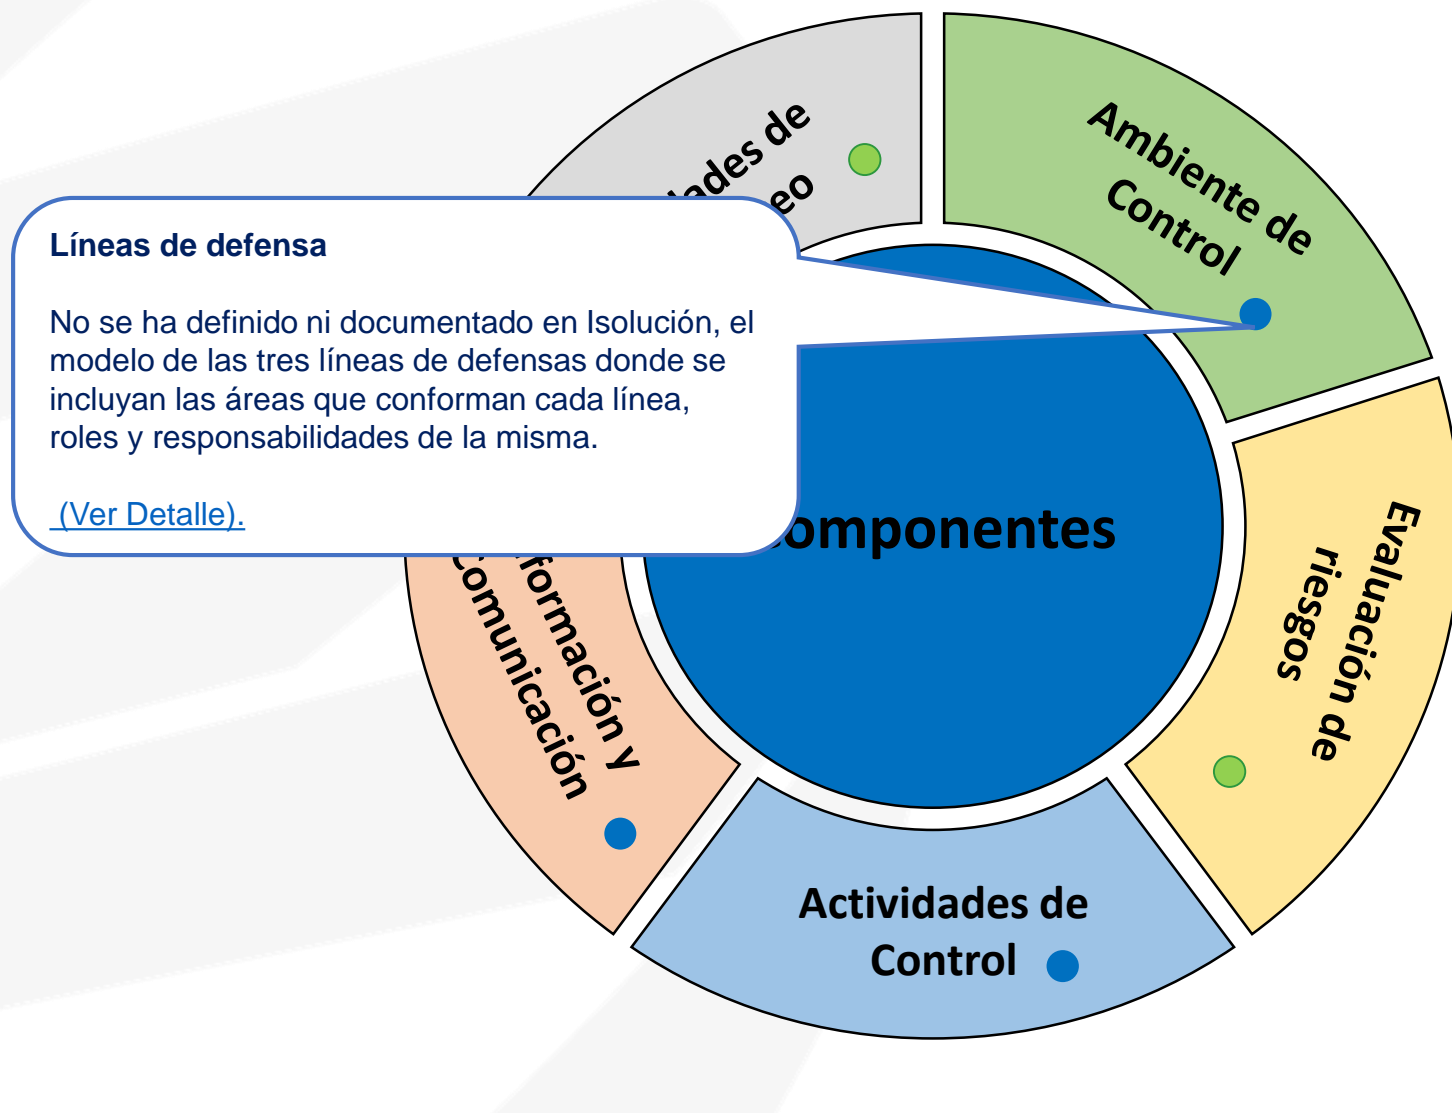 Líneas de defensa
No se ha definido ni documentado en Isolución, el
modelo de las tres líneas de defensas donde se
incluyan las áreas que conforman cada línea,
roles y responsabilidades de la misma.
(Ver Detalle).
dades de
eo
Ambiente de
Control
Evaluación de
riesgos
Actividades de
Control
formación y
omunicación
omponentes